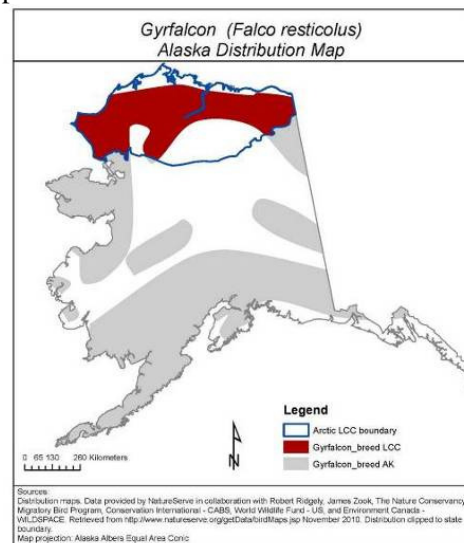 Gyrfalcon (Falco resticolus)
Alaska Distribution Map
Legend
Arctic LCC boundary
Gyrfalcon_breed LCC
Gyrfalcon_breed AK
0 65 130 260 Kilometers
N
Sources:
Distribution maps. Data provided by NatureServe in collaboration with Robert Ridgely, James Zook, The Nature Conservancy
Migratory Bird Program, Conservation International - CABS, World Wildlife Fund - US, and Environment Canada -
WILDSPACE. Retrieved from http://www.natureserve.org/getData/birdMaps.jsp November 2010. Distribution clipped to state
boundary.
Map projection: Alaska Albers Equal Area Conic